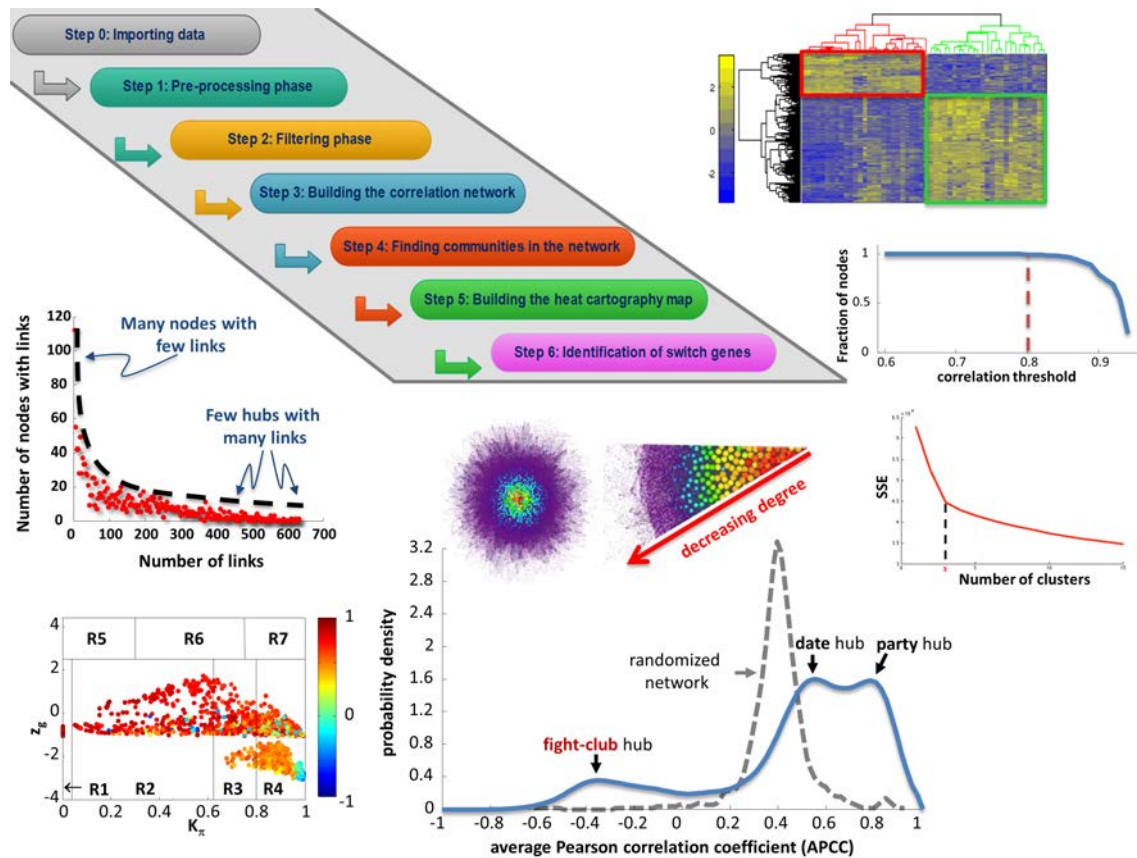 Step 0: Importing data
Step 1: Pre-processing phase
Step 2: Filtering phase
Step 3: Building the correlation network
Step 4: Finding communities in the network
Step 5: Building the heat cartography map
Step 6: Identification of switch genes
2
0
-2
Fraction of nodes
1
0.5
0
0.6
0.7
0.8
0.9
correlation threshold
Number of nodes with links
120
100
80
60
40
20
0
Many nodes with
few links
Few hubs with
many links
0
100
200
300
400
500
600
700
Number of links
decreasing degree
SSE
Number of clusters
z_g
4
2
0
-2
-4
R5
R6
R7
R1
R2
R3
R4
0
0.2
0.4
0.6
0.8
1
K_π
1
0
-1
probability density
3.2
2.8
2.4
2
1.6
1.2
0.8
0.4
0
randomized
network
date hub
party hub
fight-club hub
-1
-0.8
-0.6
-0.4
-0.2
0
0.2
0.4
0.6
0.8
1
average Pearson correlation coefficient (APCC)